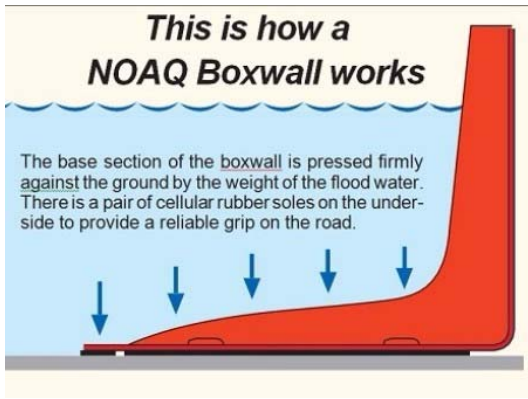 This is how a
NOAQ Boxwall works
The base section of the boxwall is pressed firmly
against the ground by the weight of the flood water.
There is a pair of cellular rubber soles on the under-
side to provide a reliable grip on the road.